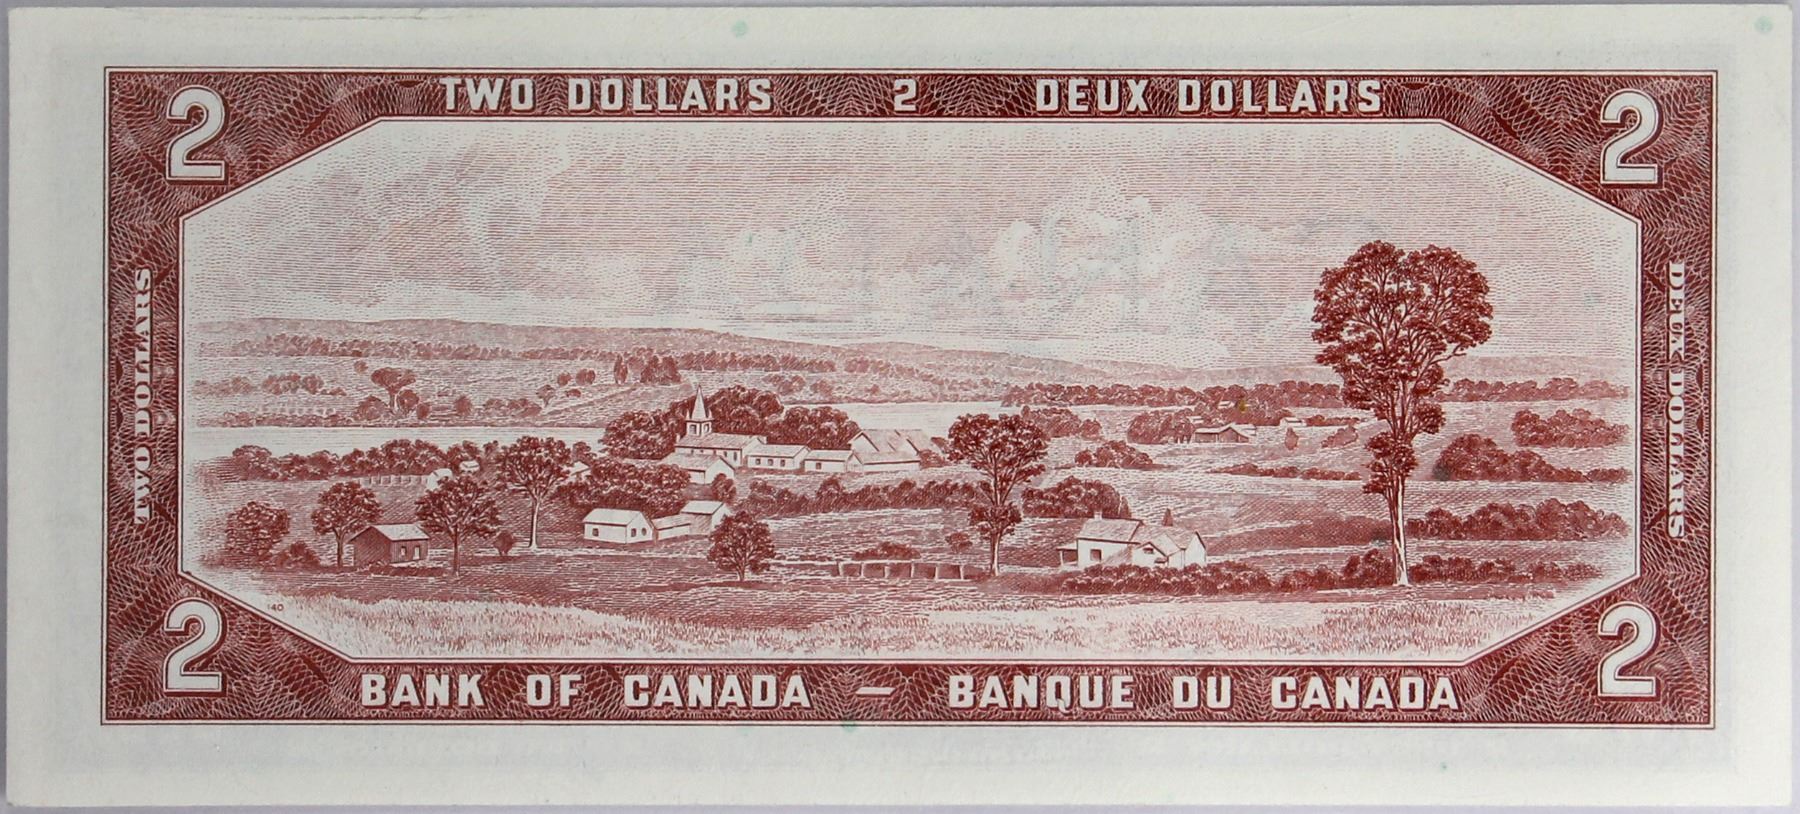 TWO DOLLARS 2 DEUX DOLLARS
2 2
TWO DOLLARS
DEUX DOLLARS
140
2 2
BANK OF CANADA — BANQUE DU CANADA